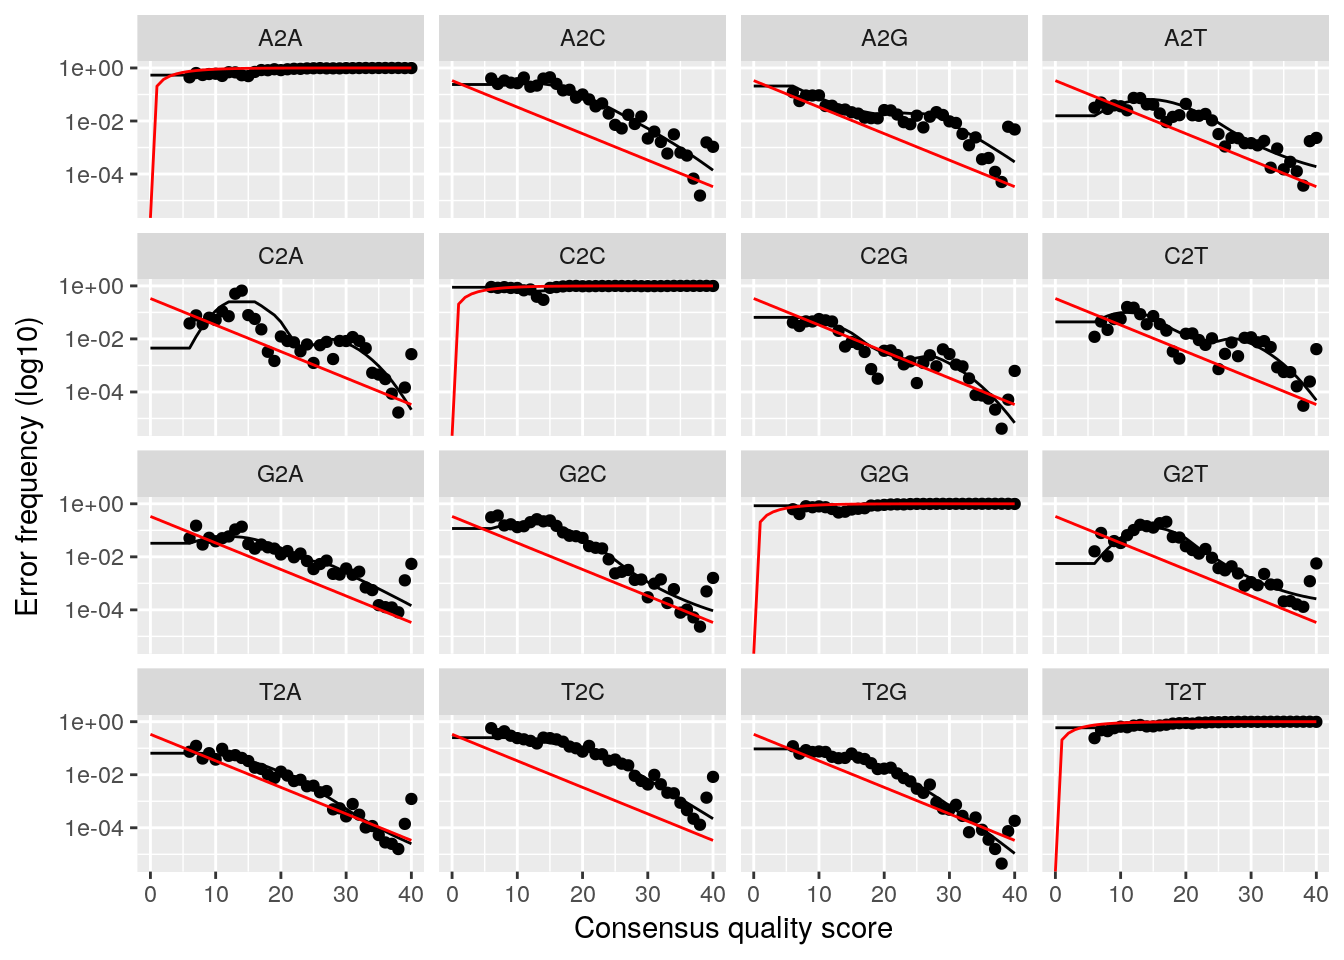 A2A A2C A2G A2T
1e+00
1e-02
1e-04
C2A C2C C2G C2T
1e+00
1e-02
1e-04
G2A G2C G2G G2T
1e+00
1e-02
1e-04
T2A T2C T2G T2T
1e+00
1e-02
1e-04
0 10 20 30 40 0 10 20 30 40 0 10 20 30 40 0 10 20 30 40
Consensus quality score
Error frequency (log10)